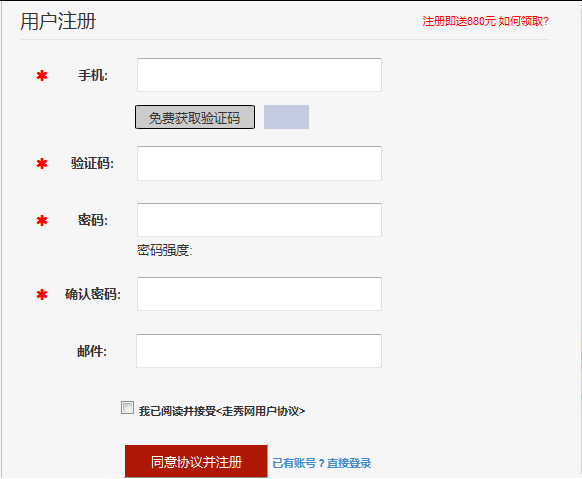 用户注册 注册即送880元 如何领取?
✱ 手机:
免费获取验证码
✱ 验证码:
✱ 密码:
密码强度:
✱ 确认密码:
邮件:
我已阅读并接受<走秀网用户协议>
同意协议并注册 已有账号？直接登录